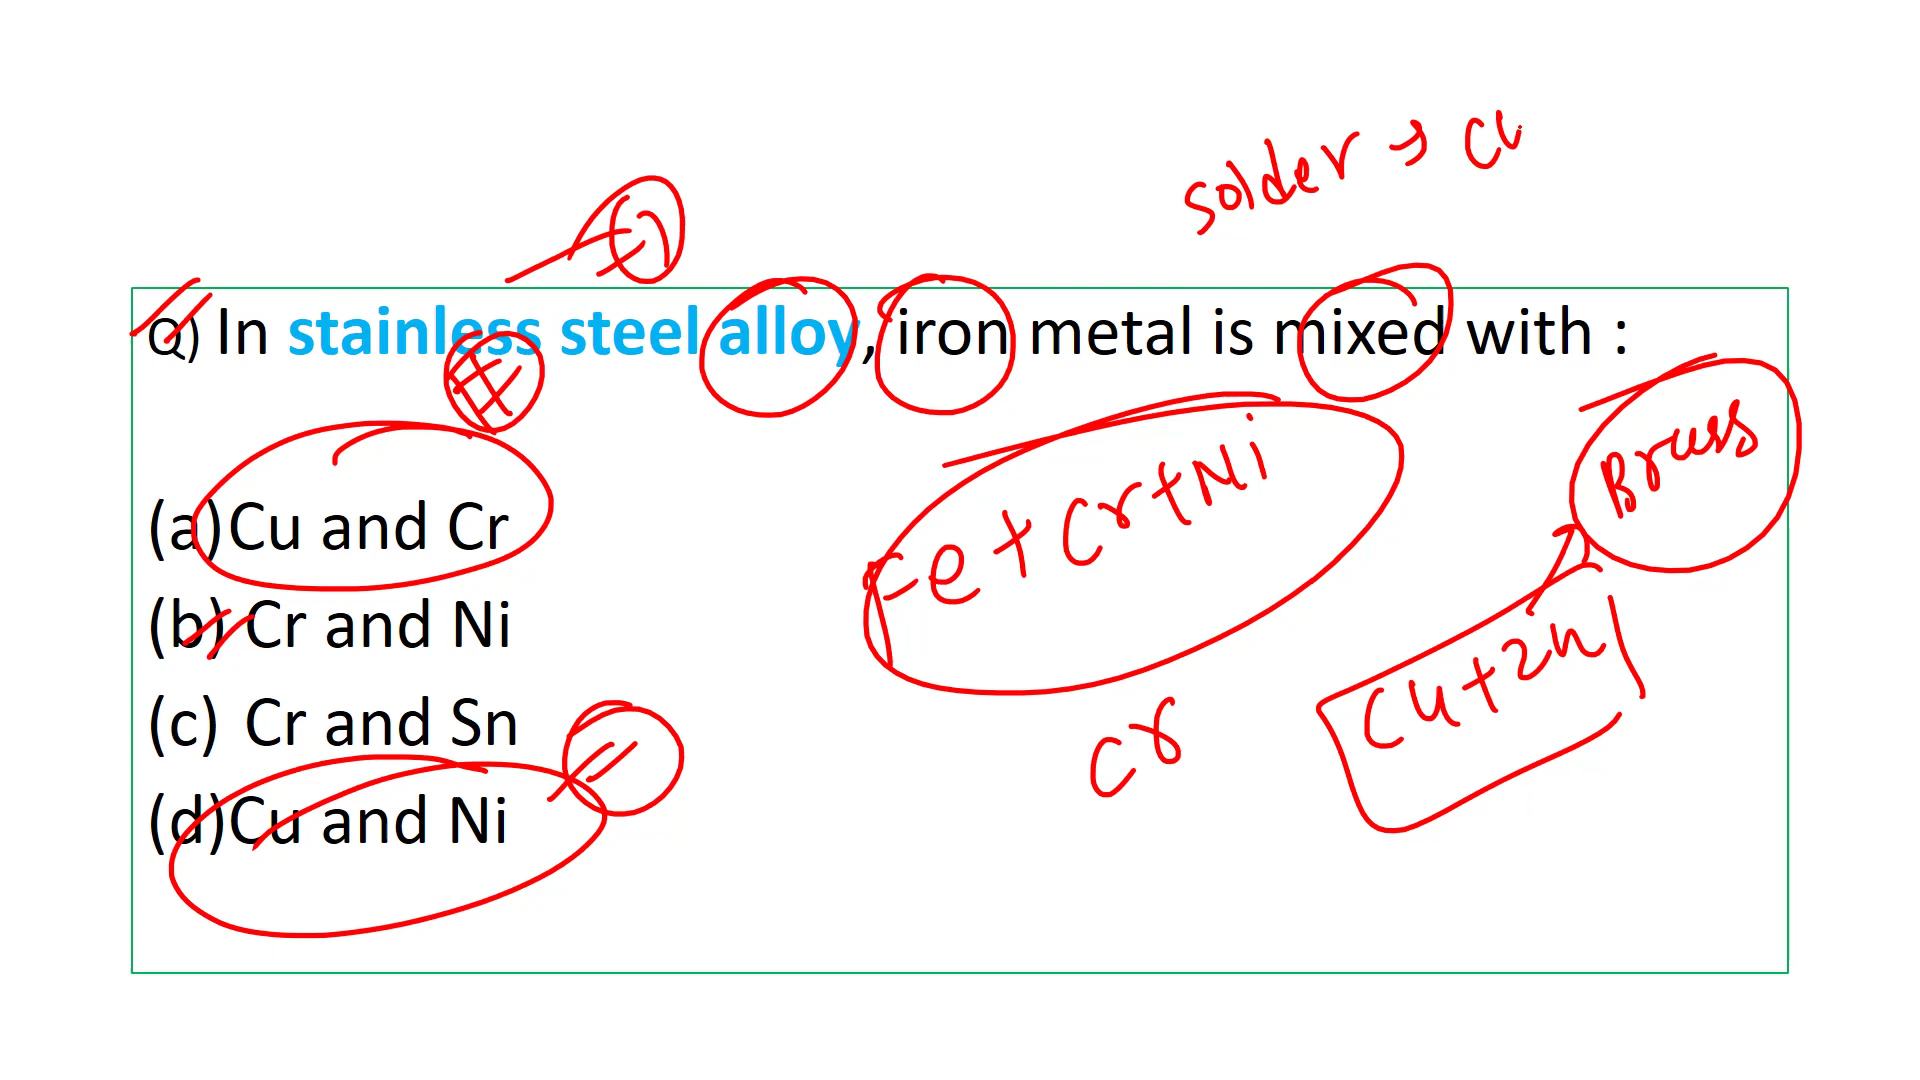 solder → Cu
Q) In stainless steel alloy, iron metal is mixed with :
Brass
Fe + Cr + Ni
(a) Cu and Cr
(b) Cr and Ni
Cu + Zn
(c) Cr and Sn
Cr
(d) Cu and Ni